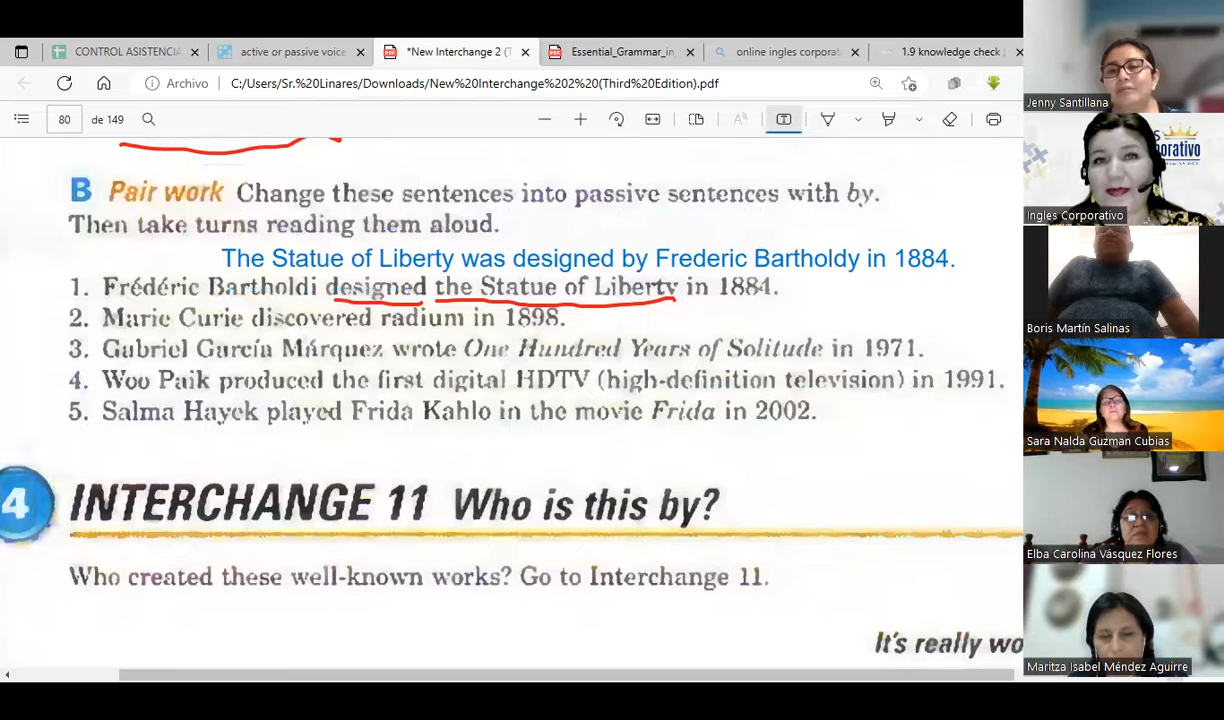 CONTROL ASISTENCIA
active or passive voice
*New Interchange 2 (T
Essential_Grammar_in
online ingles corporat
1.9 knowledge check
Archivo
C:/Users/Sr.%20Linares/Downloads/New%20Interchange%202%20(Third%20Edition).pdf
80 de 149
B Pair work Change these sentences into passive sentences with by.
Then take turns reading them aloud.
The Statue of Liberty was designed by Frederic Bartholdy in 1884.
1. Frédéric Bartholdi designed the Statue of Liberty in 1884.
2. Marie Curie discovered radium in 1898.
3. Gabriel García Márquez wrote One Hundred Years of Solitude in 1971.
4. Woo Paik produced the first digital HDTV (high-definition television) in 1991.
5. Salma Hayek played Frida Kahlo in the movie Frida in 2002.
4 INTERCHANGE 11 Who is this by?
Who created these well-known works? Go to Interchange 11.
It's really wo
Jenny Santillana
S
orporativo
Ingles Corporativo
Boris Martín Salinas
Sara Nalda Guzman Cubias
Elba Carolina Vásquez Flores
Maritza Isabel Méndez Aguirre